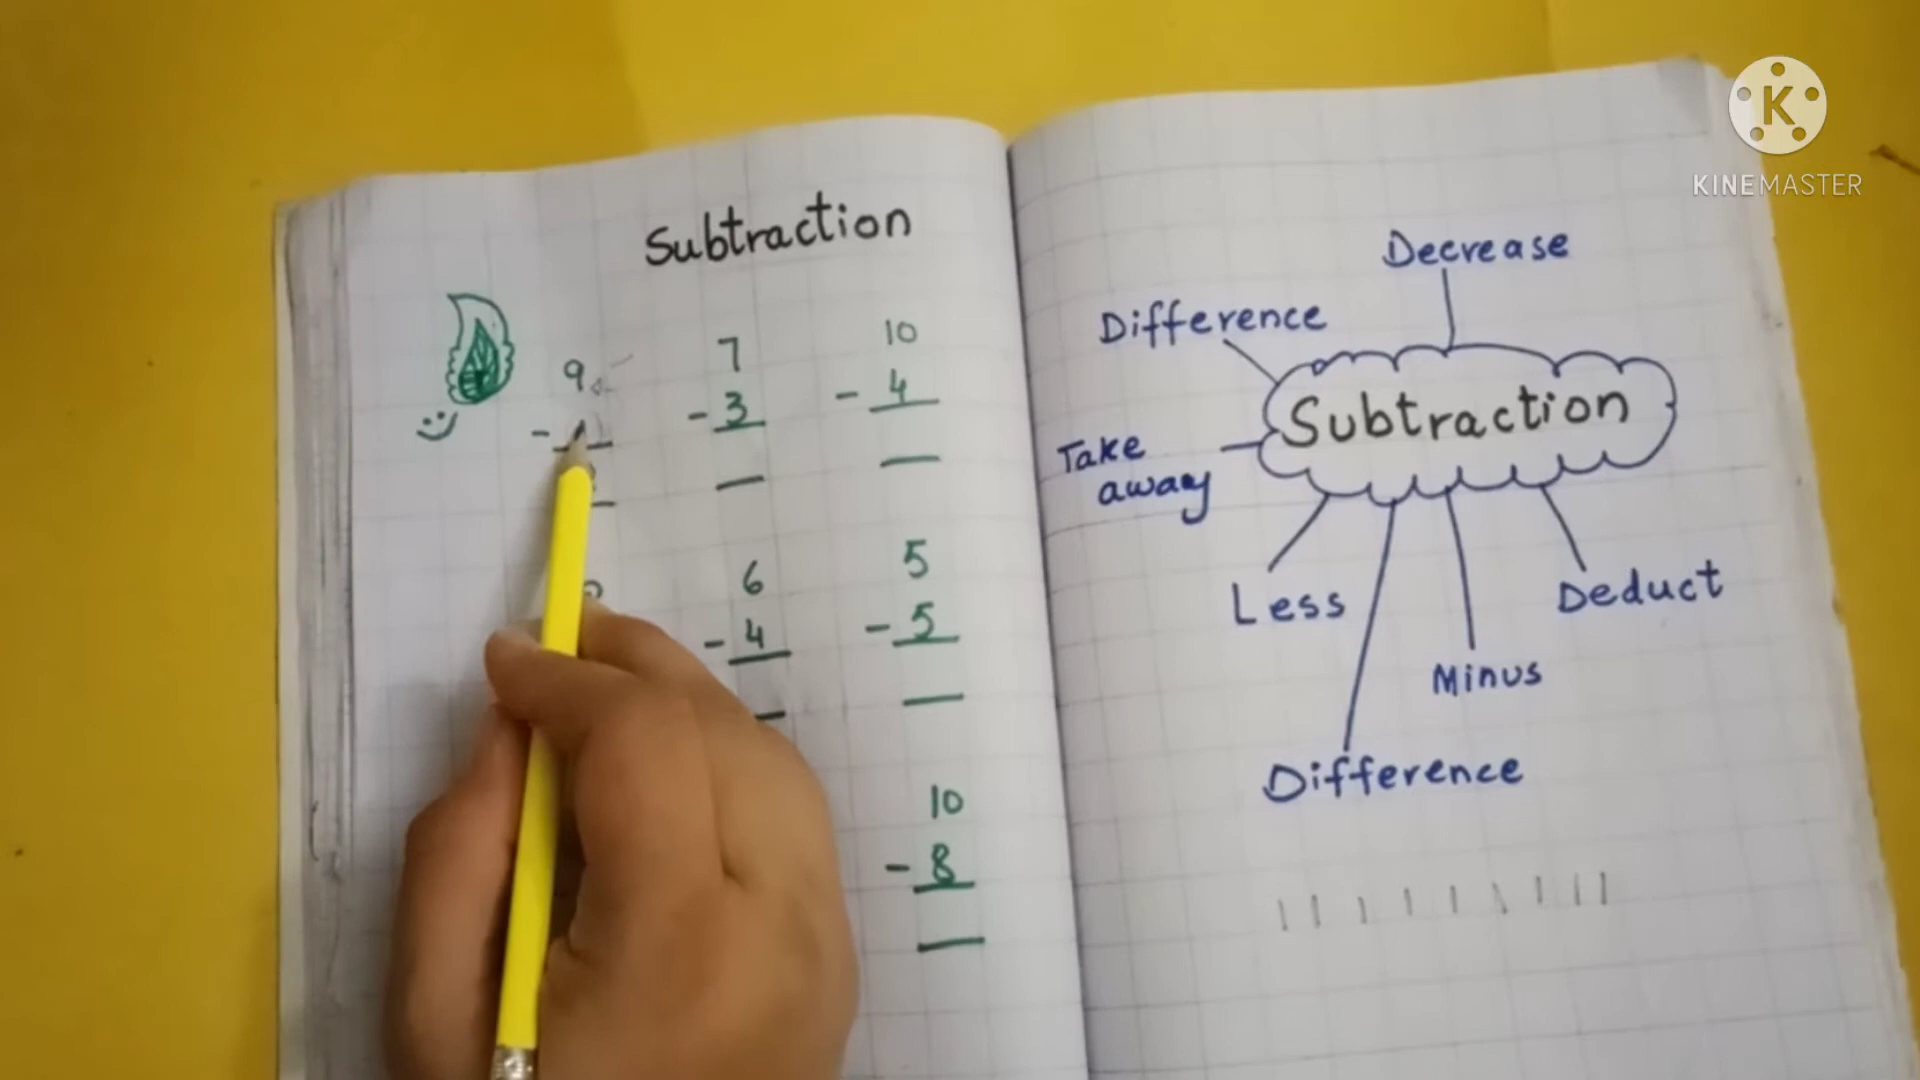 Subtraction
9 7 10
- - 3 - 4
6 5
- 4 - 5
10
- 8
Decrease
Difference
Subtraction
Take
away
Less
Deduct
Minus
Difference
K
KINEMASTER